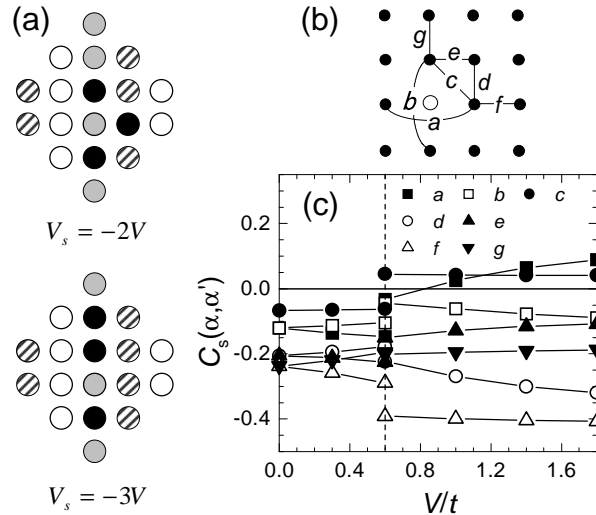 (a)
V_s = −2V
V_s = −3V
(b)
g
e
c
d
b
f
a
(c)
a b c
d e
f g
0.2
0.0
-0.2
-0.4
C_s(α,α')
0.0 0.4 0.8 1.2 1.6
V/t